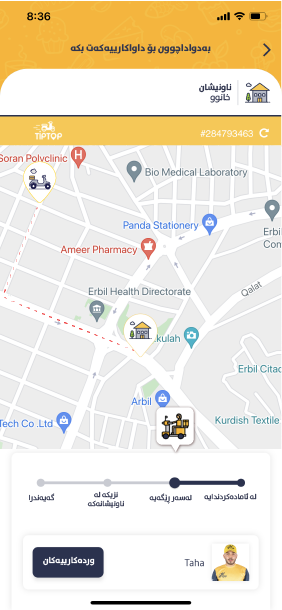 8:36
بەدواداچوون بۆ داواکارییەکەت بکە
ناونیشان
خانوو
TIPTOP
#284793463
Soran Polyclinic
Bio Medical Laboratory
Panda Stationery
Erbi
Con
Ameer Pharmacy
Erbil Health Directorate
Qalat
kulah
Erbil Citad
Arbil
Tech Co .Ltd
Kurdish Textile
لە ئامادەکردندایە
لەسەر ڕێگەیە
نزیکە لە
ناونیشانەکە
گەیەندرا
Taha
وردەکارییەکان